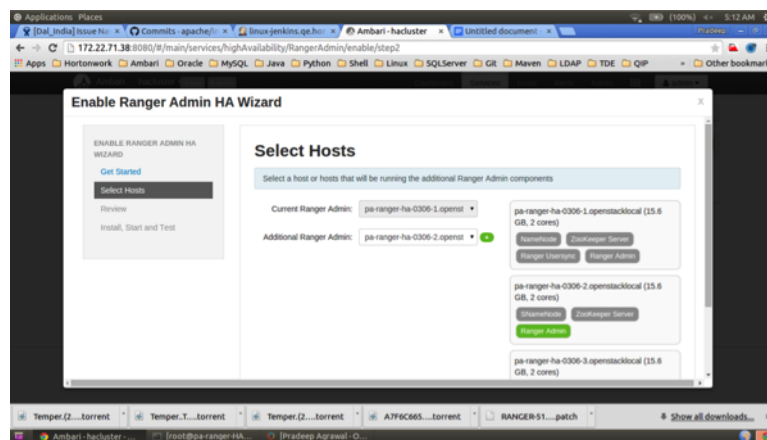 Applications Places
(100%) 5:12 AM
[Dal_India] Issue Na
Commits · apache/
linux-jenkins.qe.hor
Ambari - hacluster
Untitled document
Pradeep
172.22.71.38:8080/#/main/services/highAvailability/RangerAdmin/enable/step2
Apps Hortonwork Ambari Oracle MySQL Java Python Shell Linux SQLServer Git Maven LDAP TDE QIP » Other bookmar
Enable Ranger Admin HA Wizard
X
ENABLE RANGER ADMIN HA
WIZARD
Get Started
Select Hosts
Review
Install, Start and Test
Select Hosts
Select a host or hosts that will be running the additional Ranger Admin components
Current Ranger Admin: pa-ranger-ha-0306-1.openst
Additional Ranger Admin: pa-ranger-ha-0306-2.openst +
pa-ranger-ha-0306-1.openstacklocal (15.6
GB, 2 cores)
NameNode ZooKeeper Server
Ranger Usersync Ranger Admin
pa-ranger-ha-0306-2.openstacklocal (15.6
GB, 2 cores)
SNameNode ZooKeeper Server
Ranger Admin
pa-ranger-ha-0306-3.openstacklocal (15.6
GB, 2 cores)
Temper.(2....torrent
Temper..T....torrent
Temper.(2....torrent
A7F6C665....torrent
RANGER-51....patch
Show all downloads...
Ambari - hacluster -...
[root@pa-ranger-HA...
[Pradeep Agrawal - O...